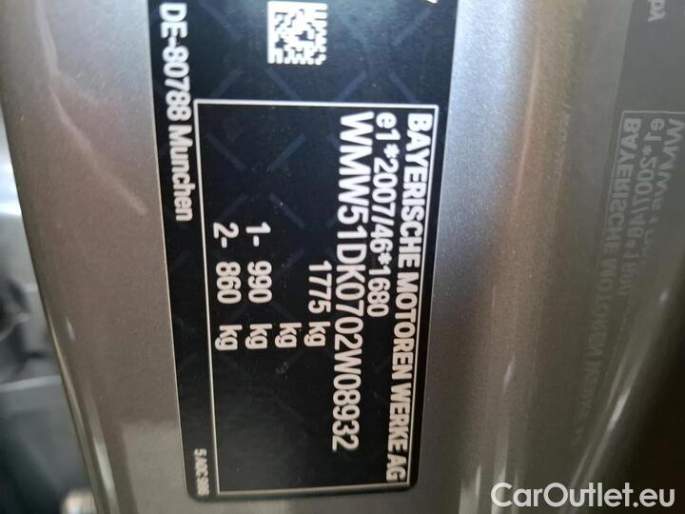 BAYERISCHE MOTOREN WERKE AG
e1*2007/46*1680
WMW51DK0702W08932
1775 kg
1- 990 kg
2- 860 kg
DE-80788 Munchen
CarOutlet.eu